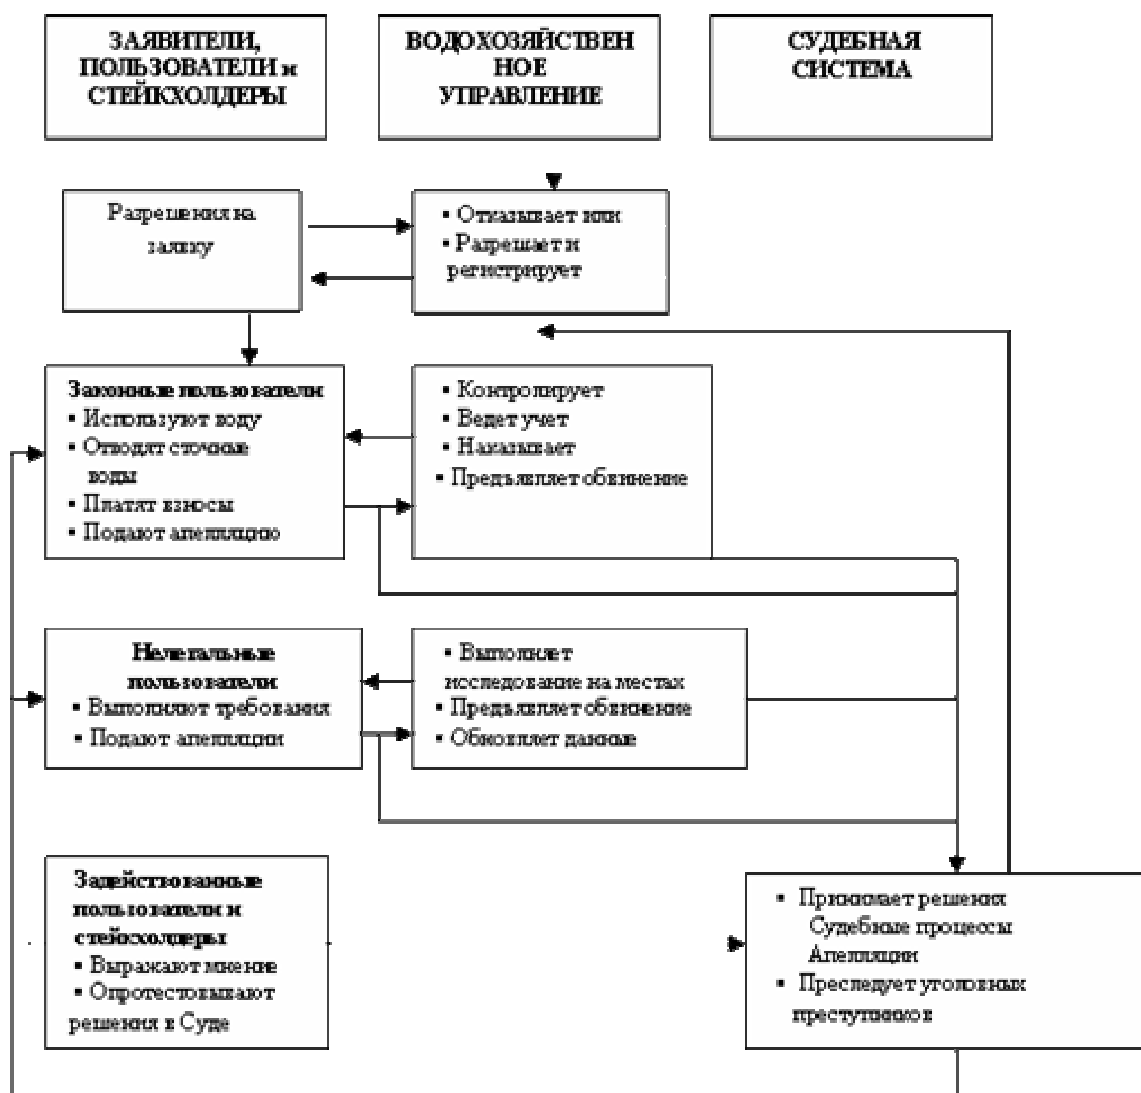 ЗАЯВИТЕЛИ,
ПОЛЬЗОВАТЕЛИ и
СТЕЙКХОЛДЕРЫ
ВОДОХОЗЯЙСТВЕН
НОЕ
УПРАВЛЕНИЕ
СУДЕБНАЯ
СИСТЕМА
Разрешения на
заявку
▪ Отказывает или
▪ Разрешает и
регистрирует
Законные пользователи
▪ Используют воду
▪ Отводят сточные
воды
▪ Платят взносы
▪ Подают апелляцию
▪ Контролирует
▪ Ведет учет
▪ Наказывает
▪ Предъявляет обвинение
Нелегальные
пользователи
▪ Выполняют требования
▪ Подают апелляции
▪ Выполняет
исследование на местах
▪ Предъявляет обвинение
▪ Обновляет данные
Задействованные
пользователи и
стейкхолдеры
▪ Выражают мнение
▪ Опротестовывают
решения в Суде
▪ Принимает решения
Судебные процессы
Апелляции
▪ Преследует уголовных
преступников